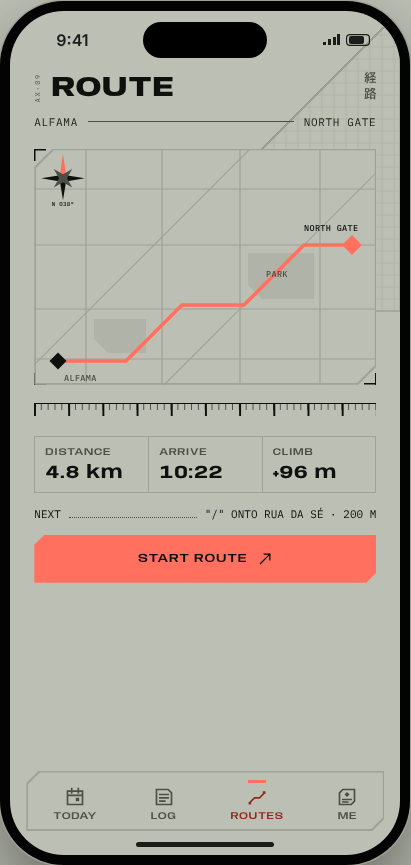 9:41
AX·09
ROUTE
経路
ALFAMA
NORTH GATE
N 038°
NORTH GATE
PARK
ALFAMA
DISTANCE
4.8 km
ARRIVE
10:22
CLIMB
+96 m
NEXT
"/" ONTO RUA DA SÉ · 200 M
START ROUTE
TODAY
LOG
ROUTES
ME